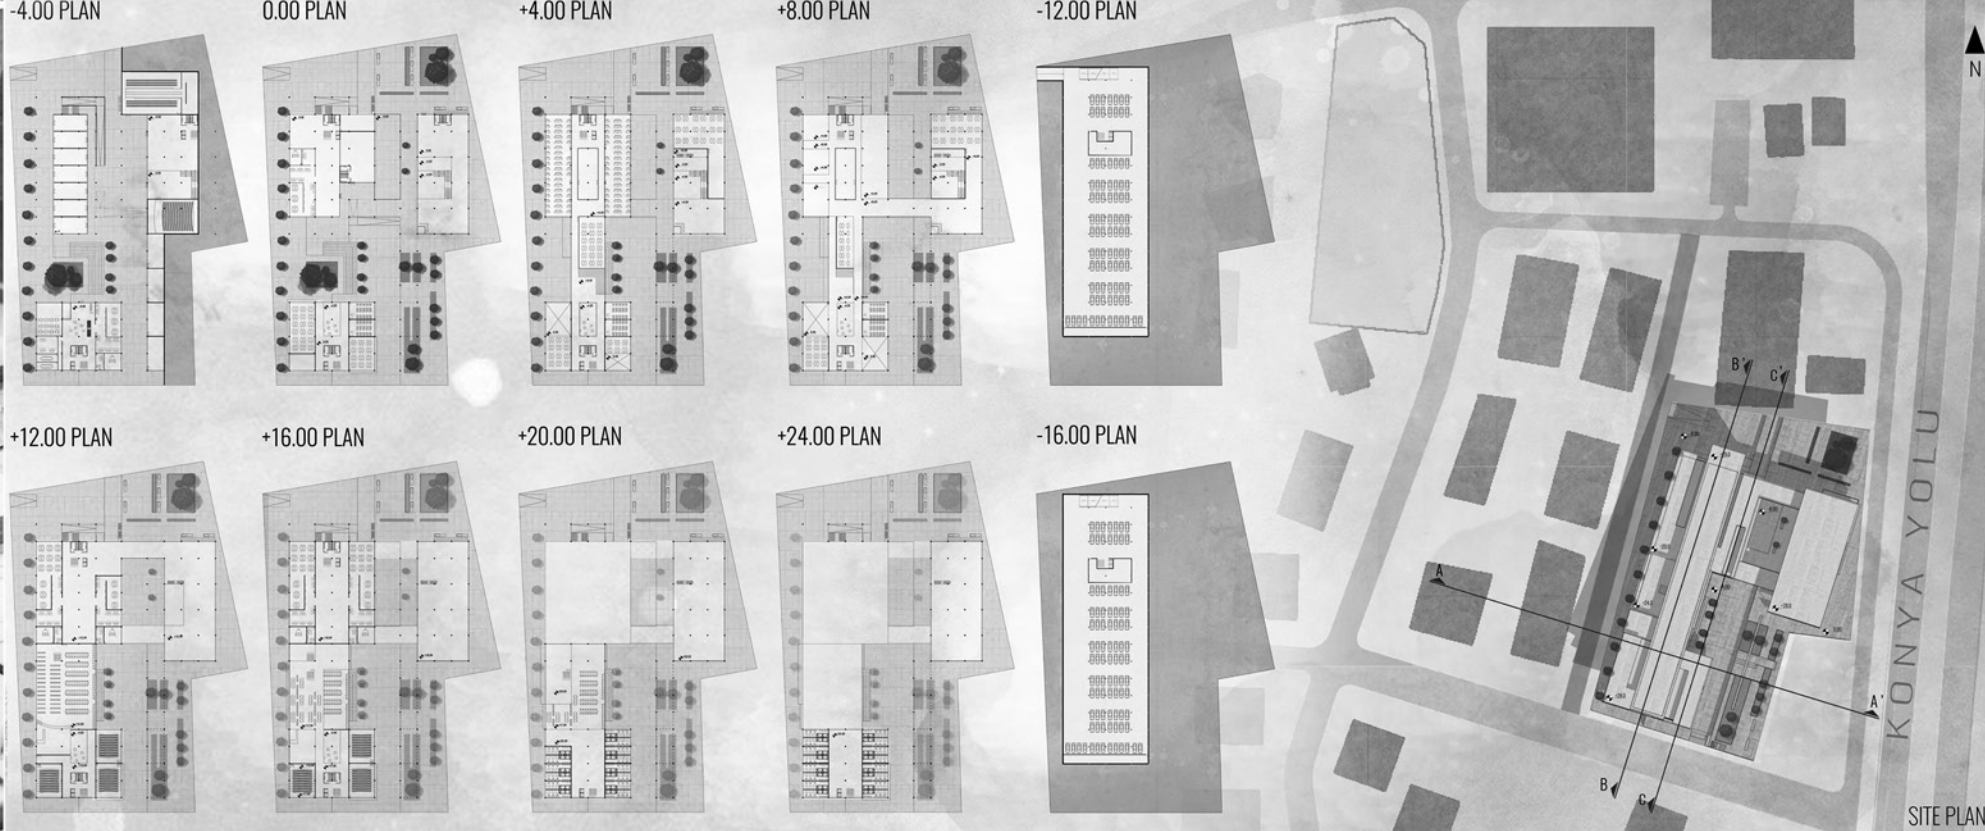 -4.00 PLAN
0.00 PLAN
+4.00 PLAN
+8.00 PLAN
-12.00 PLAN
N
+12.00 PLAN
+16.00 PLAN
+20.00 PLAN
+24.00 PLAN
-16.00 PLAN
B'
C'
A
A'
B
C
KONYA YOLU
SITE PLAN